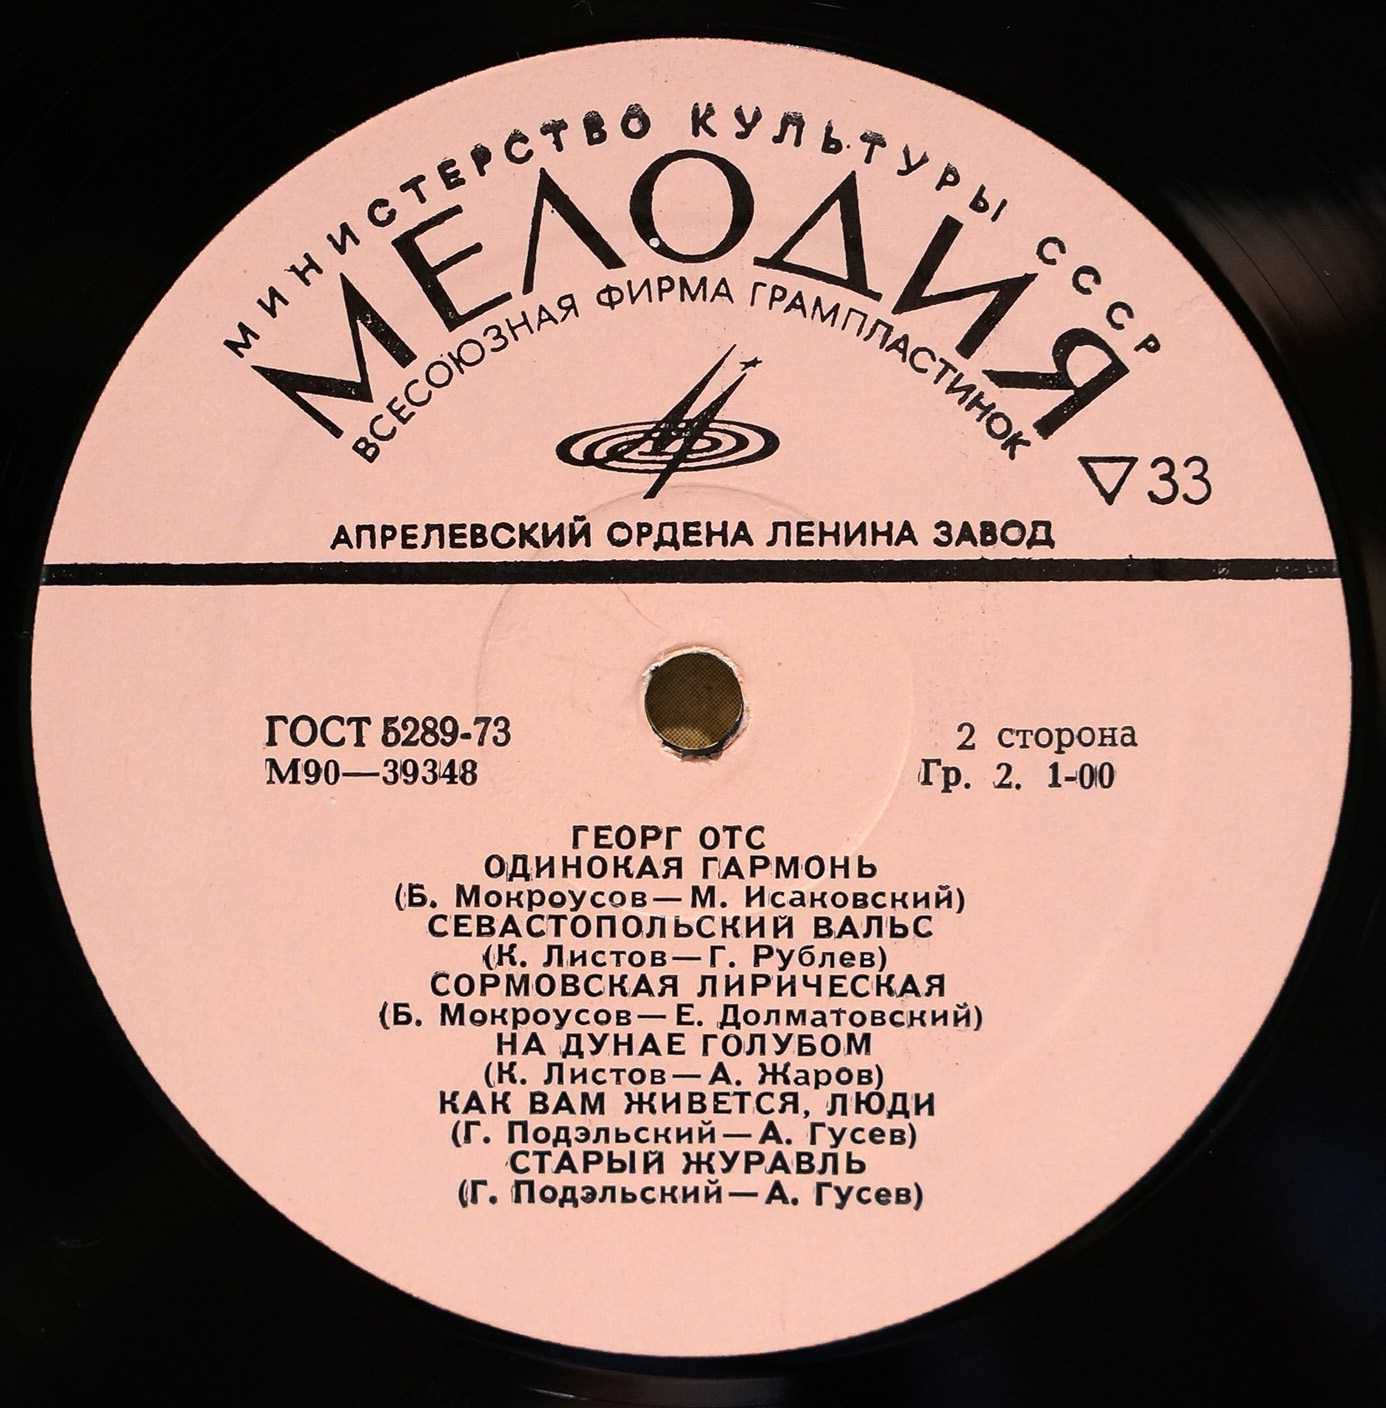 МИНИСТЕРСТВО КУЛЬТУРЫ СССР
МЕЛОДИЯ
ВСЕСОЮЗНАЯ ФИРМА ГРАМПЛАСТИНОК
▽33
АПРЕЛЕВСКИЙ ОРДЕНА ЛЕНИНА ЗАВОД
ГОСТ 5289-73
М90—39348
2 сторона
Гр. 2. 1-00
ГЕОРГ ОТС
ОДИНОКАЯ ГАРМОНЬ
(Б. Мокроусов—М. Исаковский)
СЕВАСТОПОЛЬСКИЙ ВАЛЬС
(К. Листов—Г. Рублев)
СОРМОВСКАЯ ЛИРИЧЕСКАЯ
(Б. Мокроусов—Е. Долматовский)
НА ДУНАЕ ГОЛУБОМ
(К. Листов—А. Жаров)
КАК ВАМ ЖИВЕТСЯ, ЛЮДИ
(Г. Подэльский—А. Гусев)
СТАРЫЙ ЖУРАВЛЬ
(Г. Подэльский—А. Гусев)